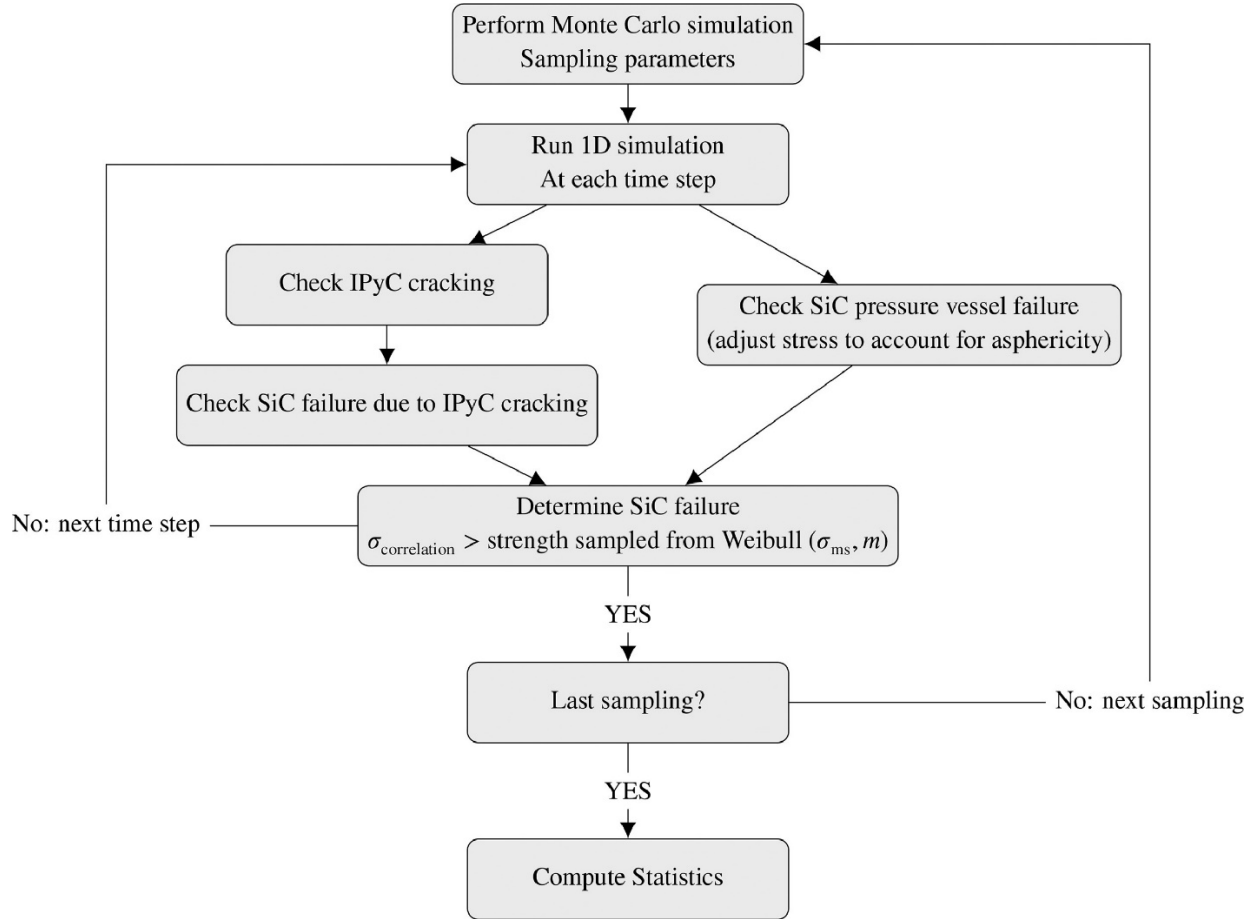 Perform Monte Carlo simulation
Sampling parameters
Run 1D simulation
At each time step
Check IPyC cracking
Check SiC pressure vessel failure
(adjust stress to account for asphericity)
Check SiC failure due to IPyC cracking
No: next time step
Determine SiC failure
σcorrelation > strength sampled from Weibull (σms, m)
YES
Last sampling?
No: next sampling
YES
Compute Statistics